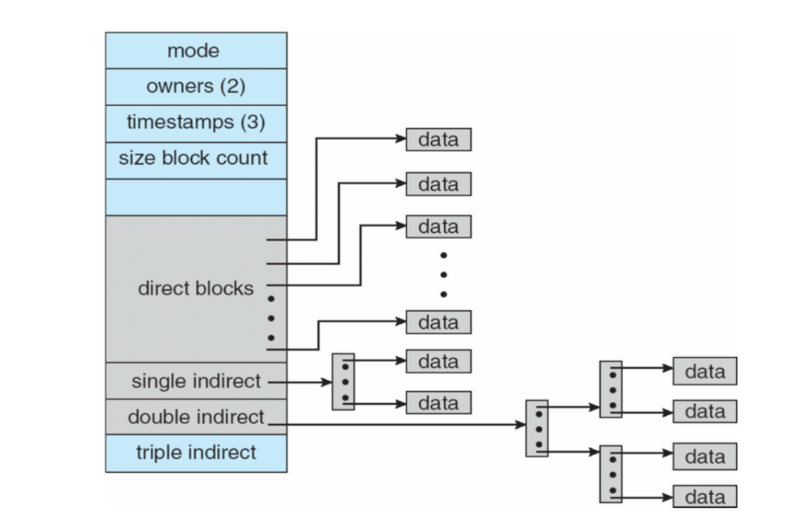 mode
owners (2)
timestamps (3)
size block count
direct blocks
single indirect
double indirect
triple indirect
data
data
data
data
data
data
data
data
data
data